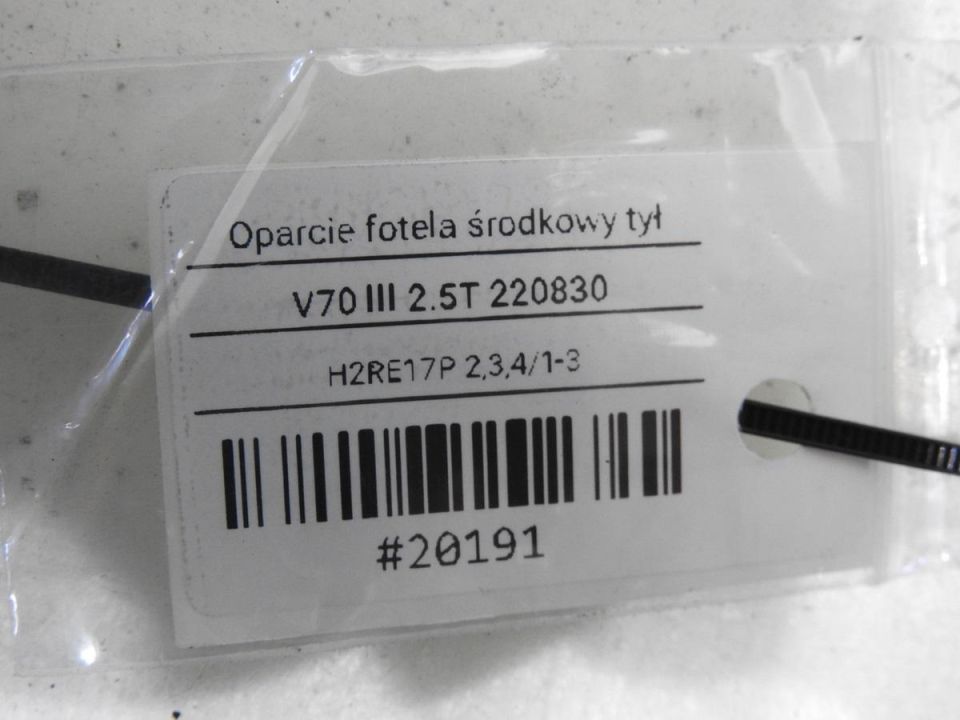 Oparcie fotela środkowy tył
V70 III 2.5T 220830
H2RE17P 2,3,4/1-3
#20191